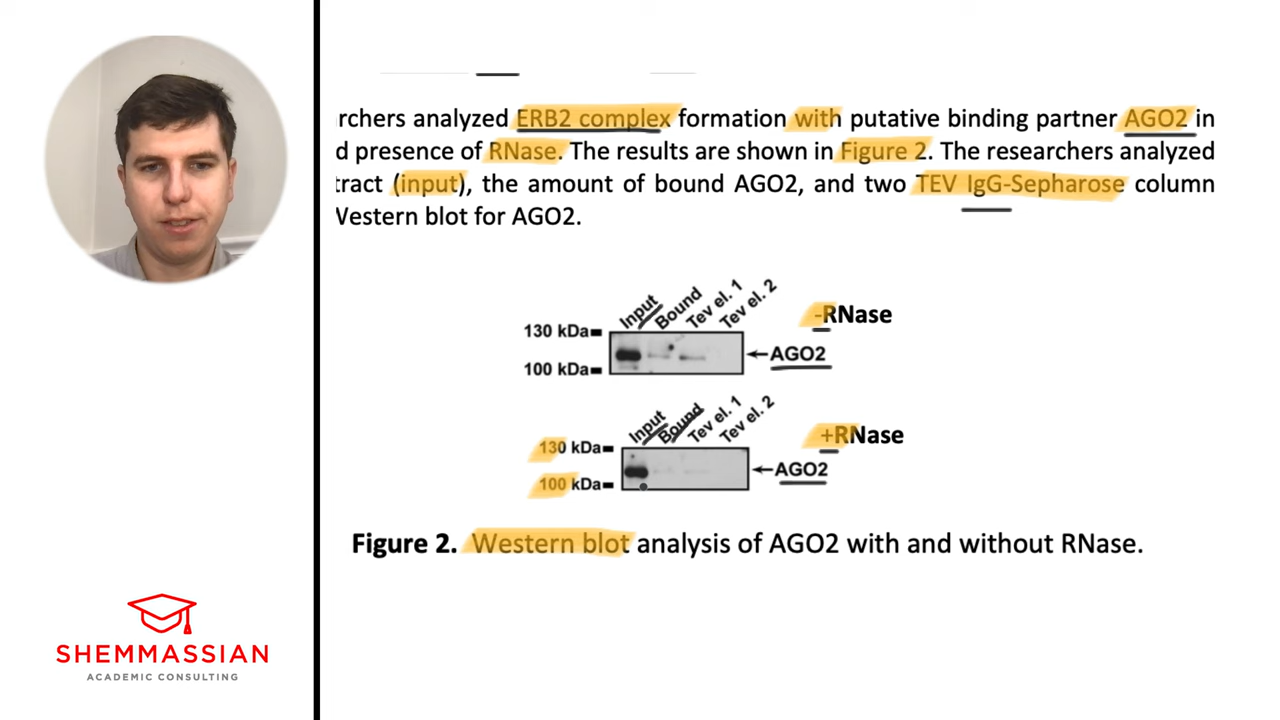 rchers analyzed ERB2 complex formation with putative binding partner AGO2 in
d presence of RNase. The results are shown in Figure 2. The researchers analyzed
tract (input), the amount of bound AGO2, and two TEV IgG-Sepharose column
Western blot for AGO2.
Input Bound Tev el. 1 Tev el. 2
-RNase
130 kDa
AGO2
100 kDa
Input Bound Tev el. 1 Tev el. 2
+RNase
130 kDa
AGO2
100 kDa
Figure 2. Western blot analysis of AGO2 with and without RNase.
SHEMMASSIAN
ACADEMIC CONSULTING